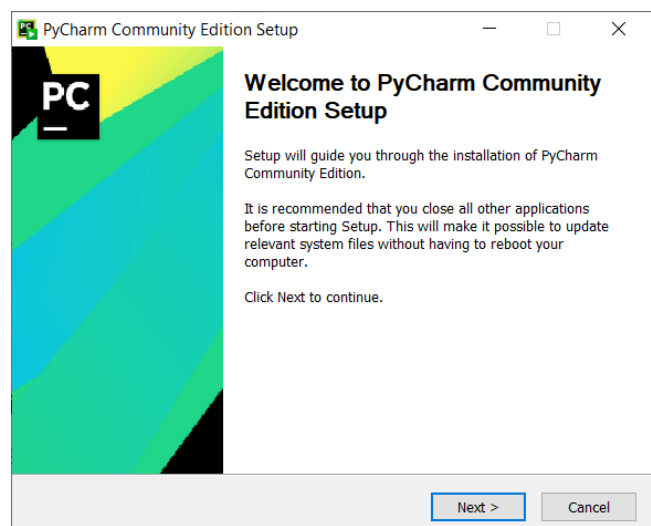 PyCharm Community Edition Setup
PC
Welcome to PyCharm Community
Edition Setup
Setup will guide you through the installation of PyCharm
Community Edition.
It is recommended that you close all other applications
before starting Setup. This will make it possible to update
relevant system files without having to reboot your
computer.
Click Next to continue.
Next >
Cancel